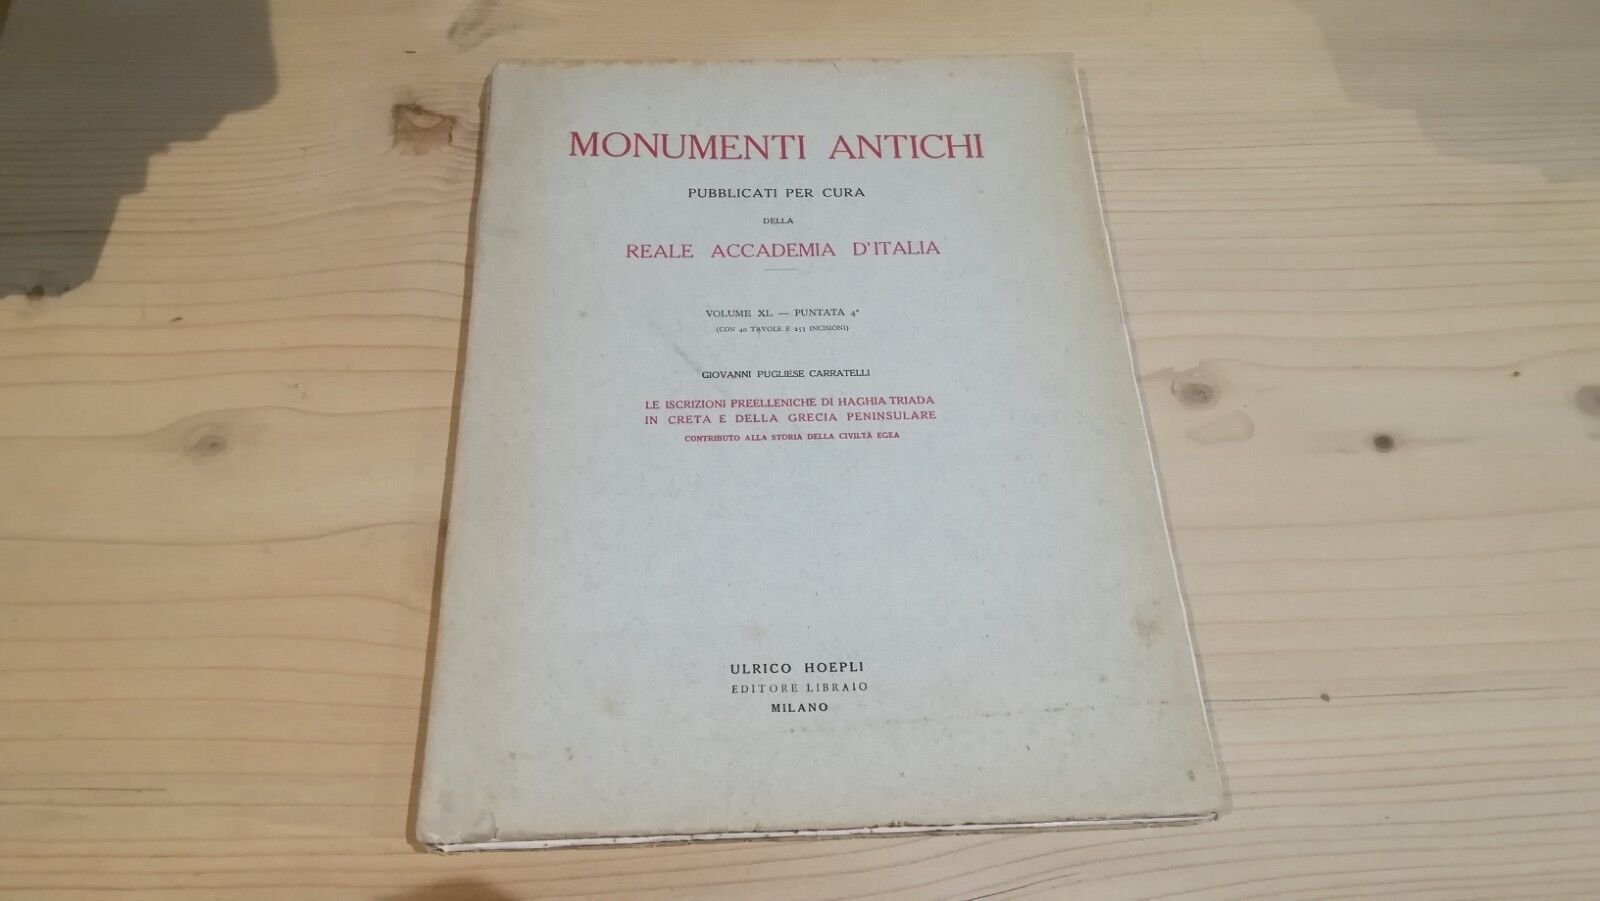 MONUMENTI ANTICHI
PUBBLICATI PER CURA
DELLA
REALE ACCADEMIA D'ITALIA
VOLUME XL — PUNTATA 4ª
(CON 40 TAVOLE E 253 INCISIONI)
GIOVANNI PUGLIESE CARRATELLI
LE ISCRIZIONI PREELLENICHE DI HAGHIA TRIADA
IN CRETA E DELLA GRECIA PENINSULARE
CONTRIBUTO ALLA STORIA DELLA CIVILTÀ EGEA
ULRICO HOEPLI
EDITORE LIBRAIO
MILANO